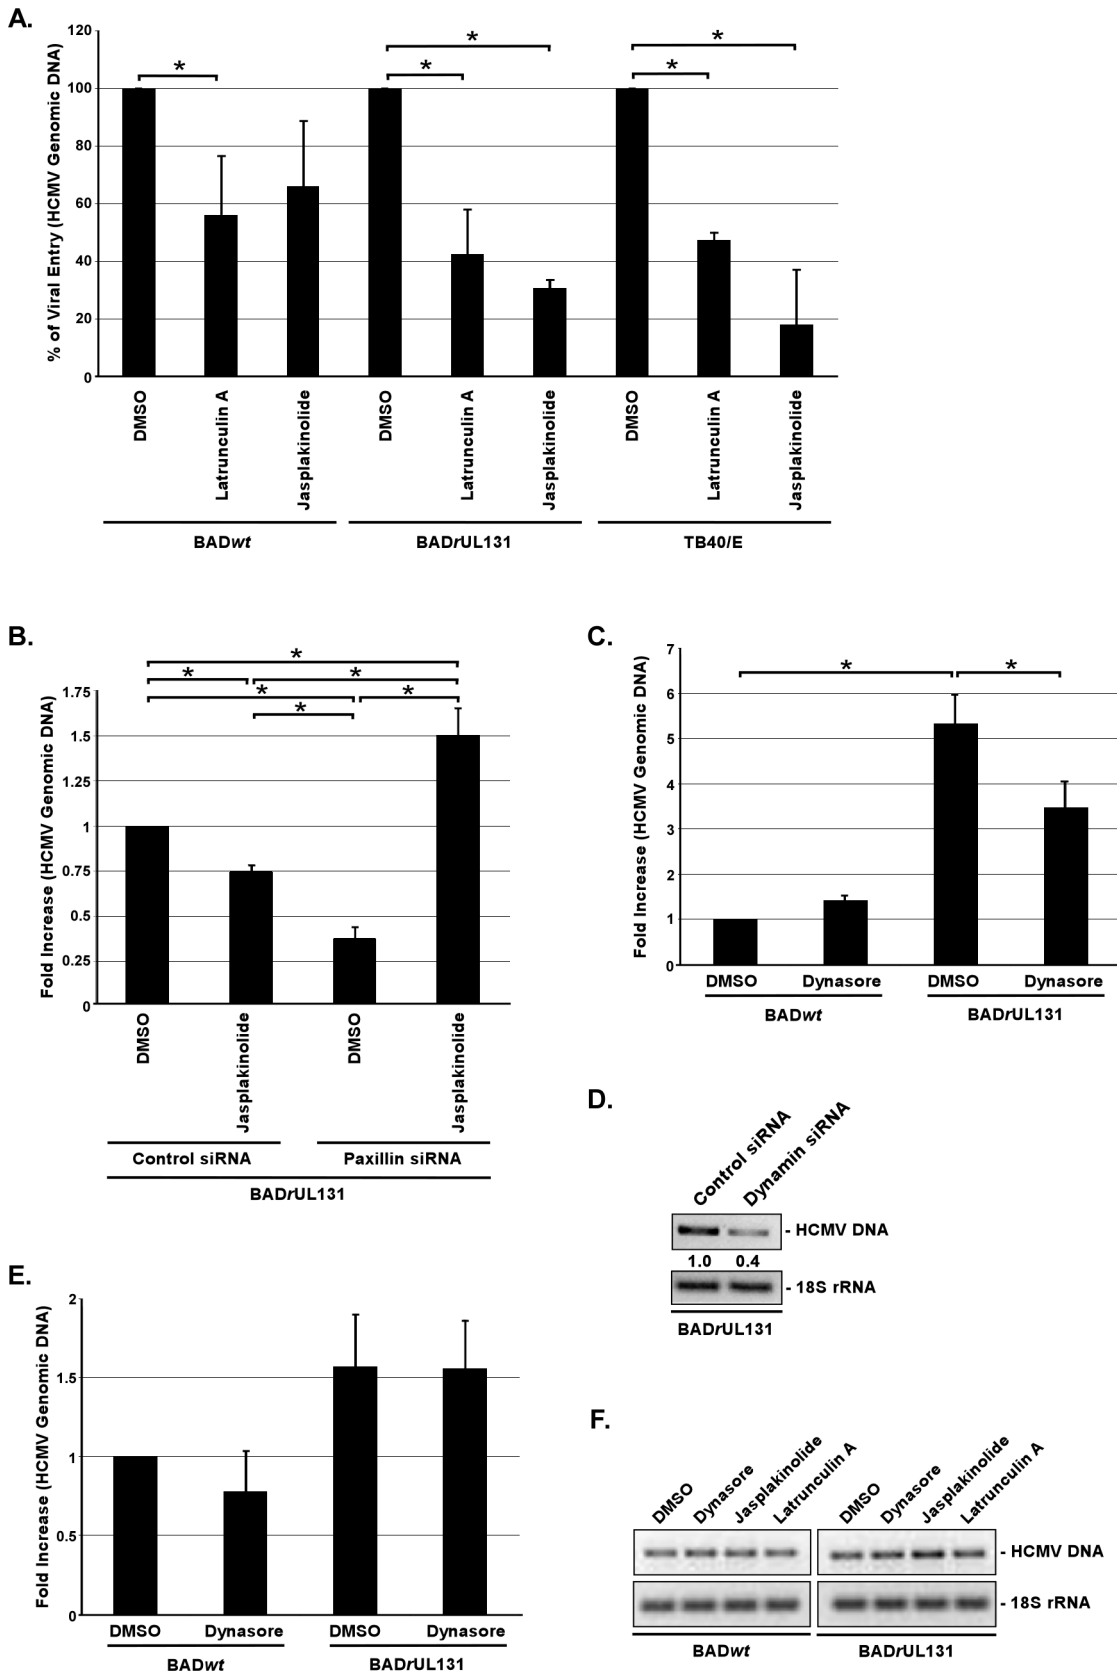 A.
% of Viral Entry (HCMV Genomic DNA)
120
100
80
60
40
20
0
* * * * *
DMSO
Latrunculin A
Jasplakinolide
DMSO
Latrunculin A
Jasplakinolide
DMSO
Latrunculin A
Jasplakinolide
BADwt
BADrUL131
TB40/E
B.
Fold Increase (HCMV Genomic DNA)
1.75
1.5
1.25
1
0.75
0.5
0.25
0
* * * * * *
DMSO
Jasplakinolide
DMSO
Jasplakinolide
Control siRNA
Paxillin siRNA
BADrUL131
C.
Fold Increase (HCMV Genomic DNA)
7
6
5
4
3
2
1
0
* *
DMSO
Dynasore
DMSO
Dynasore
BADwt
BADrUL131
D.
Control siRNA
Dynamin siRNA
- HCMV DNA
1.0 0.4
- 18S rRNA
BADrUL131
E.
Fold Increase (HCMV Genomic DNA)
2
1.5
1
0.5
0
DMSO
Dynasore
DMSO
Dynasore
BADwt
BADrUL131
F.
DMSO
Dynasore
Jasplakinolide
Latrunculin A
DMSO
Dynasore
Jasplakinolide
Latrunculin A
- HCMV DNA
- 18S rRNA
BADwt
BADrUL131